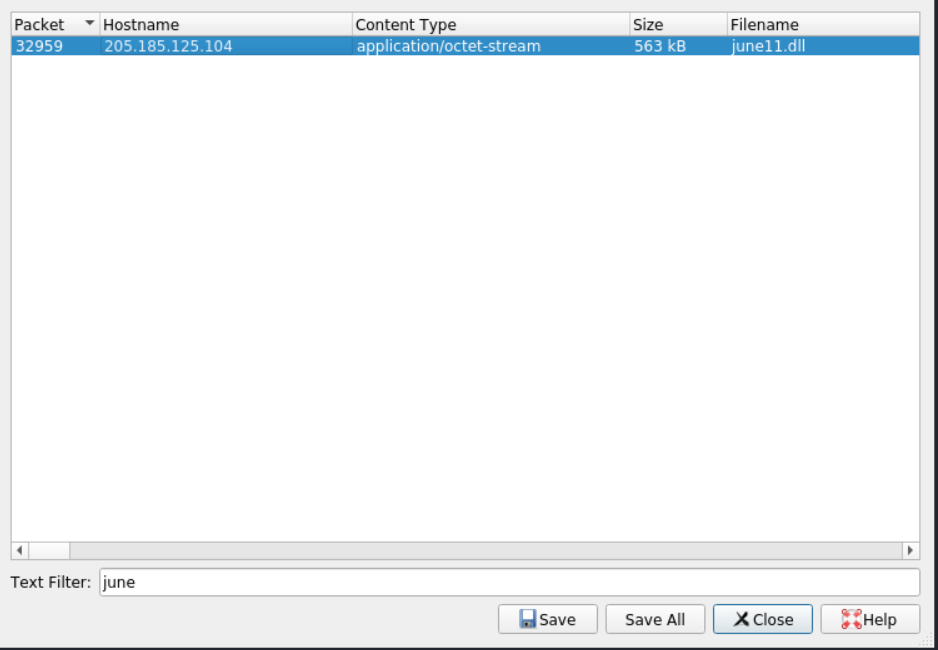 Packet Hostname Content Type Size Filename
32959 205.185.125.104 application/octet-stream 563 kB june11.dll
Text Filter: june
Save Save All Close Help